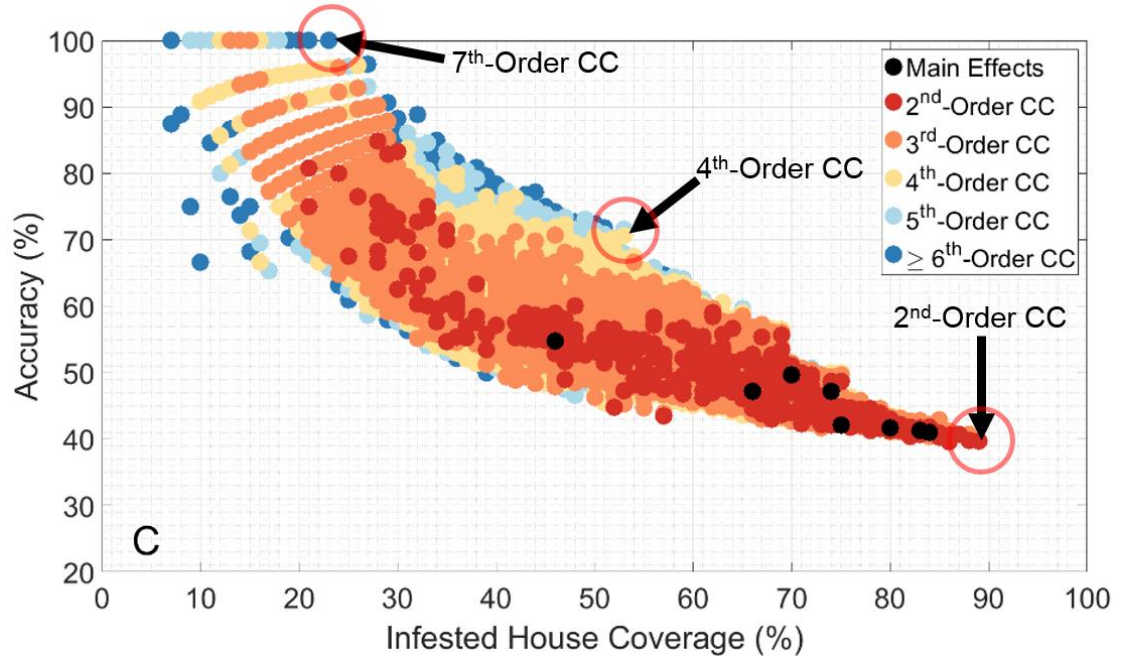 7th-Order CC
4th-Order CC
2nd-Order CC
Main Effects
2nd-Order CC
3rd-Order CC
4th-Order CC
5th-Order CC
≥ 6th-Order CC
C
Accuracy (%)
100
90
80
70
60
50
40
30
20
0
10
20
30
40
50
60
70
80
90
100
Infested House Coverage (%)